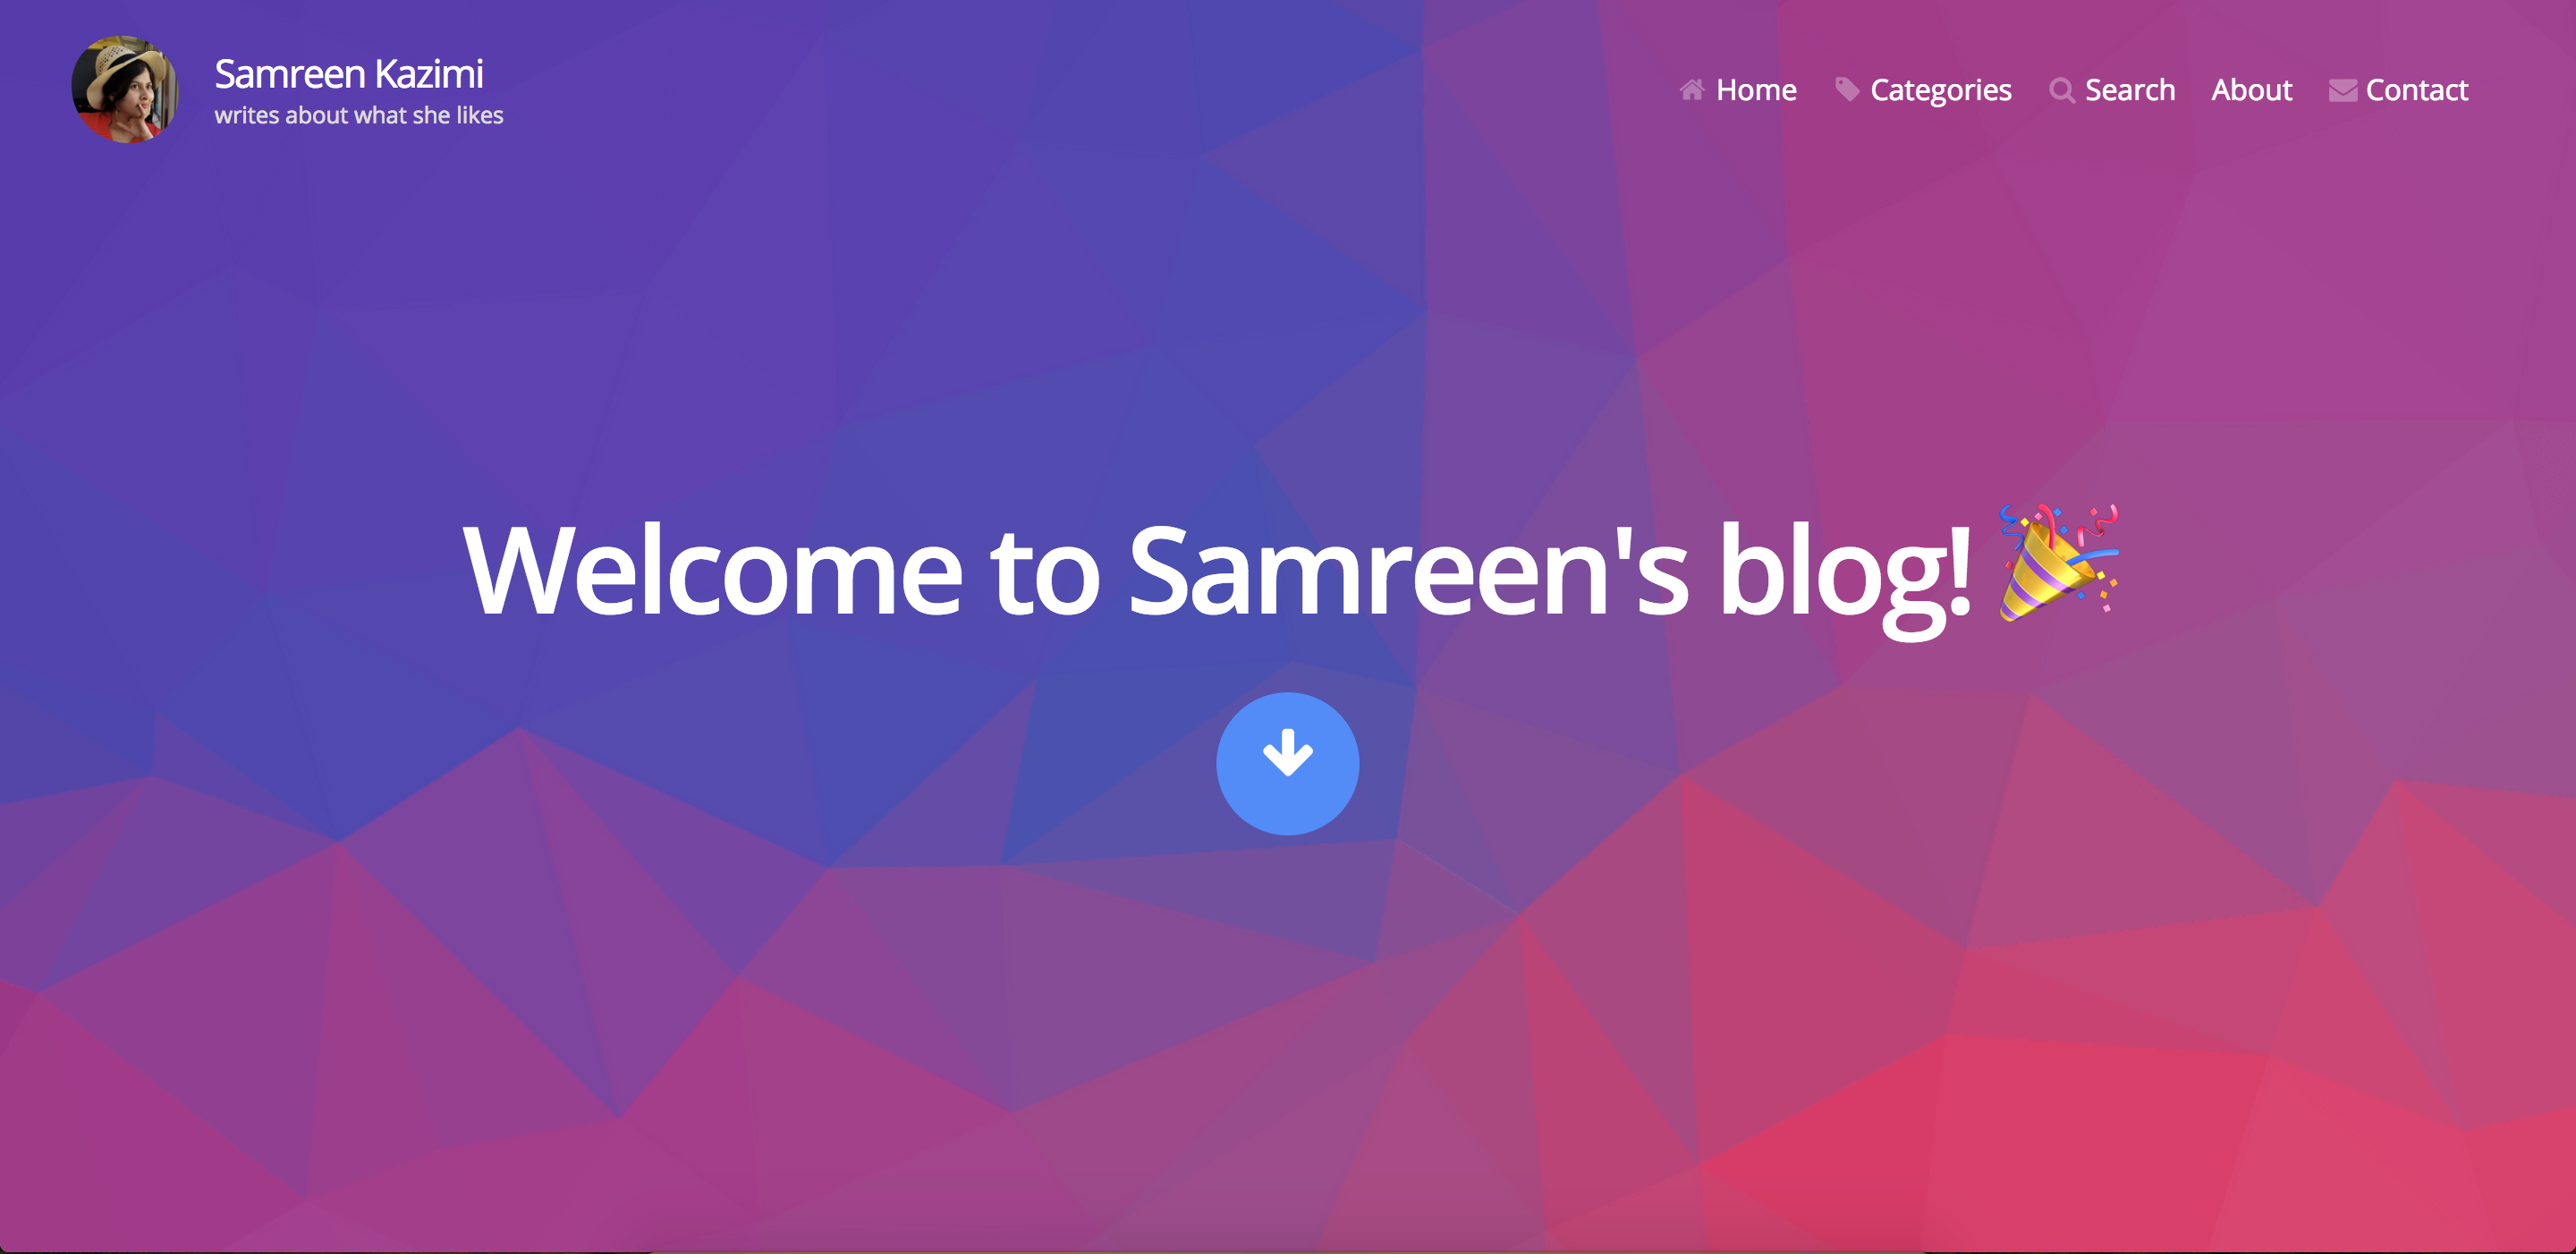 Samreen Kazimi
writes about what she likes
Home Categories Search About Contact
Welcome to Samreen's blog! 🎉